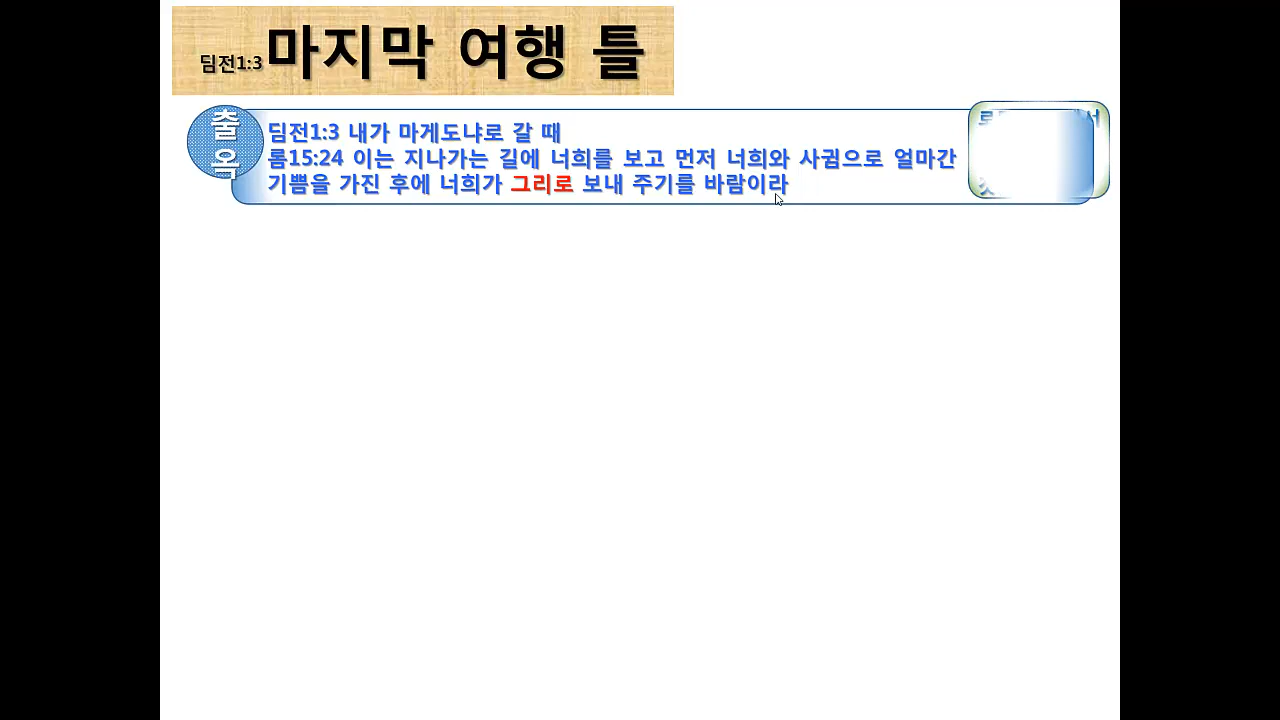 딤전1:3 마지막 여행 틀
출옥
딤전1:3 내가 마게도냐로 갈 때
롬15:24 이는 지나가는 길에 너희를 보고 먼저 너희와 사귐으로 얼마간
기쁨을 가진 후에 너희가 그리로 보내 주기를 바람이라